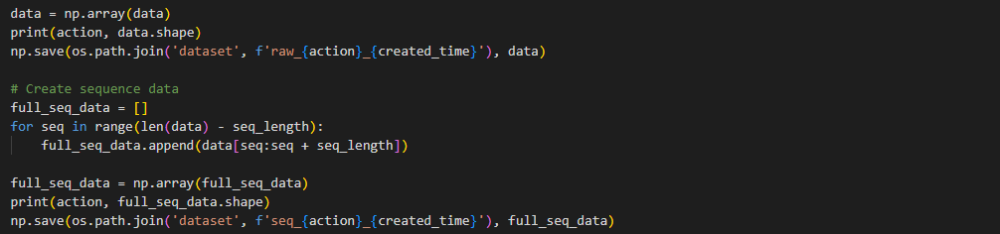 data = np.array(data)
print(action, data.shape)
np.save(os.path.join('dataset', f'raw_{action}_{created_time}'), data)

# Create sequence data
full_seq_data = []
for seq in range(len(data) - seq_length):
    full_seq_data.append(data[seq:seq + seq_length])

full_seq_data = np.array(full_seq_data)
print(action, full_seq_data.shape)
np.save(os.path.join('dataset', f'seq_{action}_{created_time}'), full_seq_data)